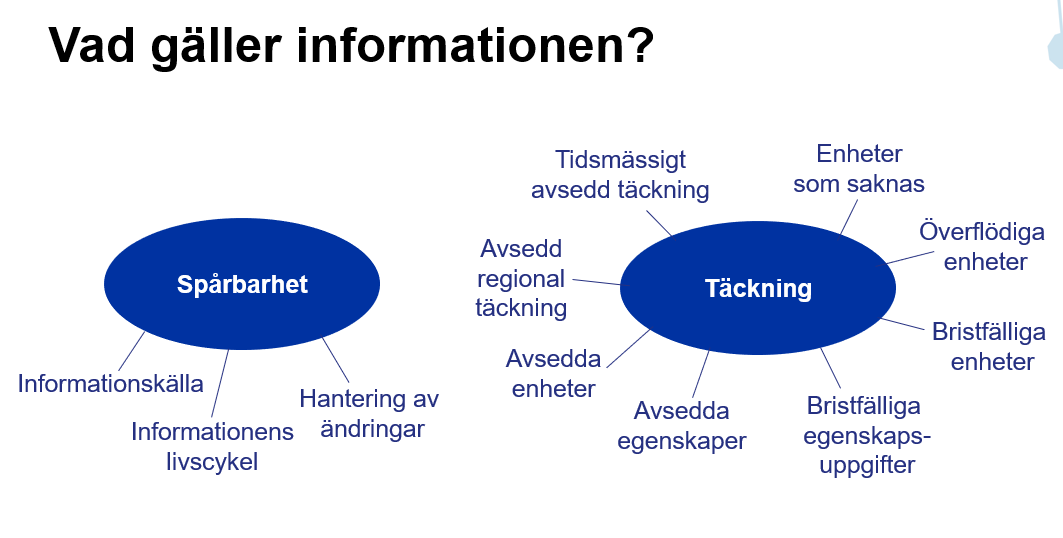 Vad gäller informationen?
Spårbarhet
Informationskälla
Informationens
livscykel
Hantering av
ändringar
Täckning
Tidsmässigt
avsedd täckning
Enheter
som saknas
Överflödiga
enheter
Bristfälliga
enheter
Bristfälliga
egenskaps-
uppgifter
Avsedda
egenskaper
Avsedda
enheter
Avsedd
regional
täckning